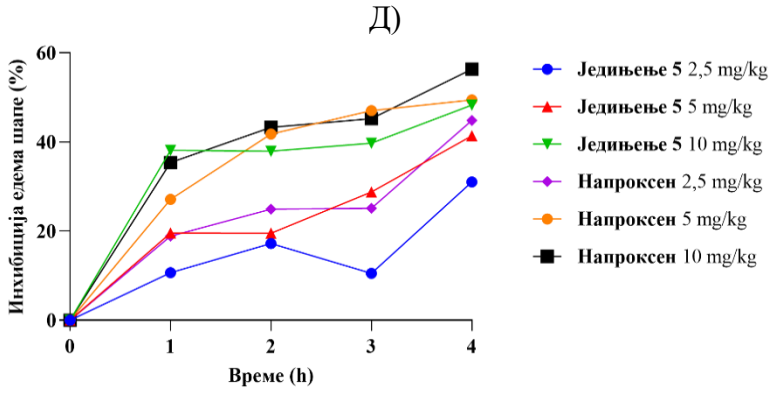 Д)
Инхибиција едема шапе (%)
60
40
20
0
0 1 2 3 4
Време (h)
Једињење 5 2,5 mg/kg
Једињење 5 5 mg/kg
Једињење 5 10 mg/kg
Напроксен 2,5 mg/kg
Напроксен 5 mg/kg
Напроксен 10 mg/kg